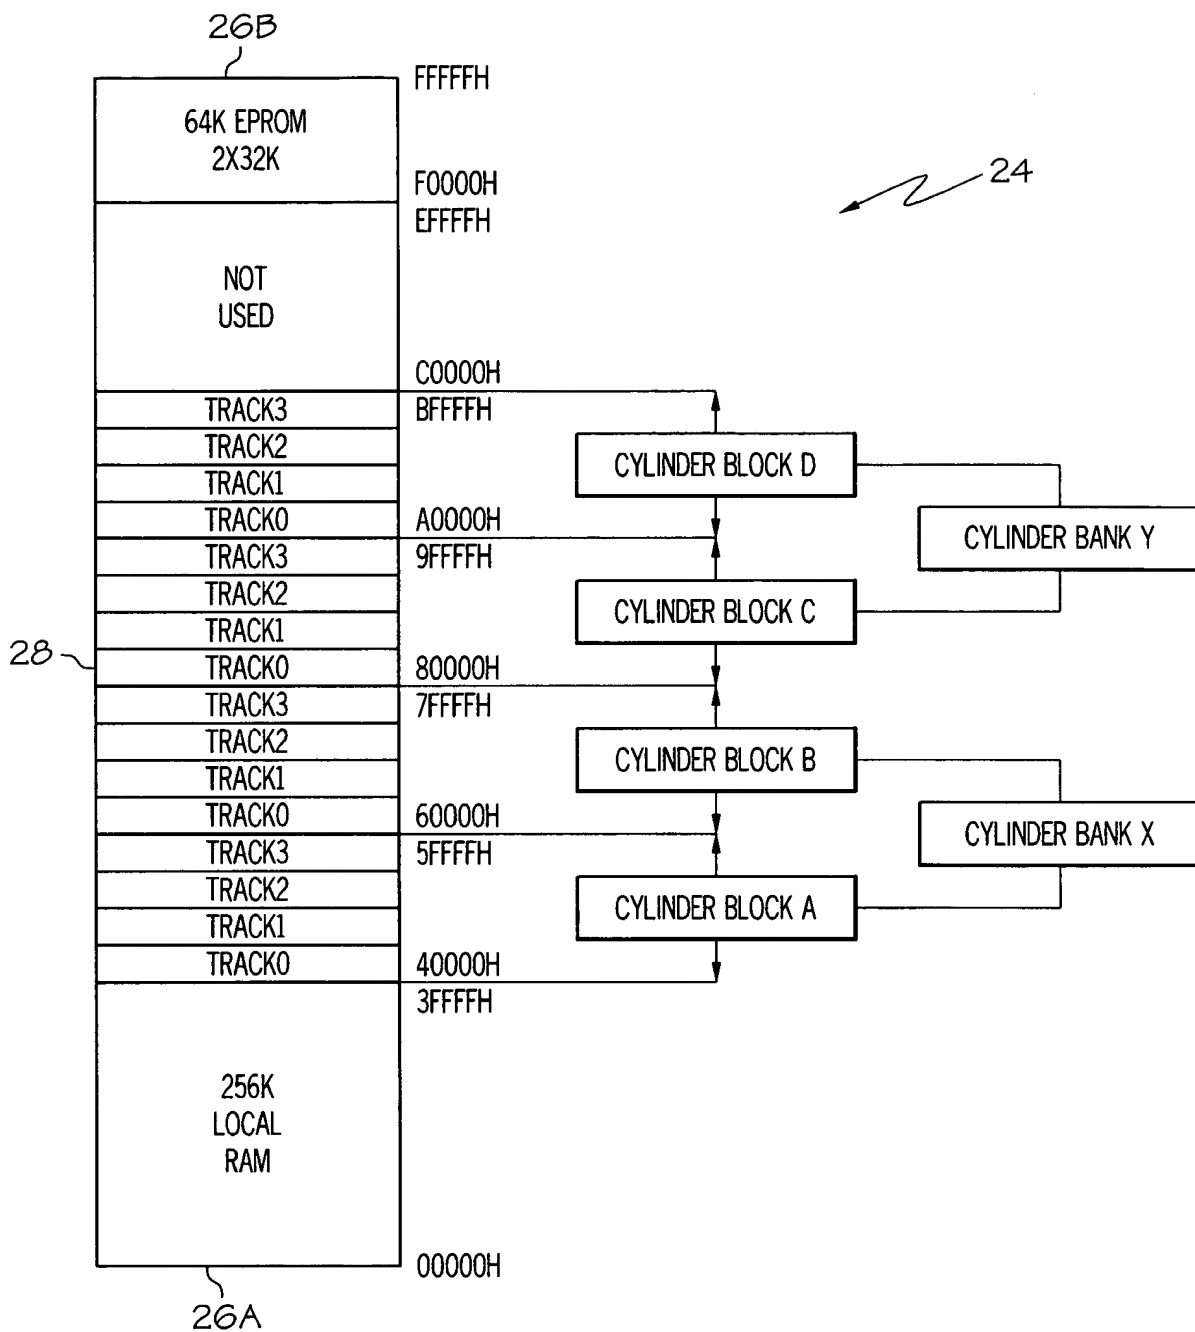 26B
FFFFFH
64K EPROM
2X32K
F0000H
24
EFFFFH
NOT
USED
C0000H
TRACK3
BFFFFH
TRACK2
CYLINDER BLOCK D
TRACK1
TRACK0
A0000H
CYLINDER BANK Y
TRACK3
9FFFFH
TRACK2
CYLINDER BLOCK C
TRACK1
28
TRACK0
80000H
TRACK3
7FFFFH
TRACK2
CYLINDER BLOCK B
TRACK1
TRACK0
60000H
CYLINDER BANK X
TRACK3
5FFFFH
TRACK2
CYLINDER BLOCK A
TRACK1
TRACK0
40000H
3FFFFH
256K
LOCAL
RAM
00000H
26A